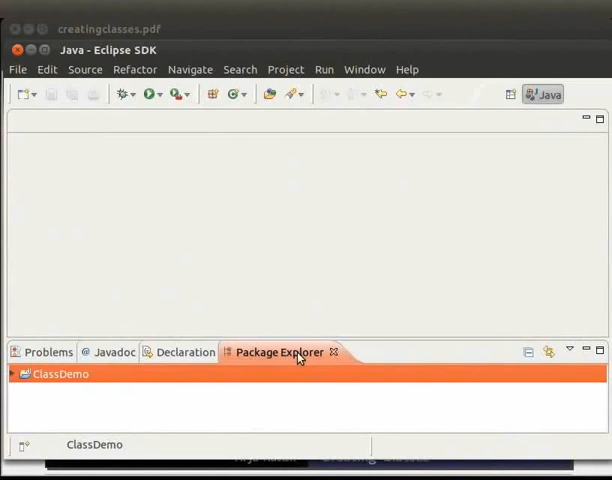 creatingclasses.pdf
Java - Eclipse SDK
File Edit Source Refactor Navigate Search Project Run Window Help
Java
Problems @ Javadoc Declaration Package Explorer
ClassDemo
ClassDemo